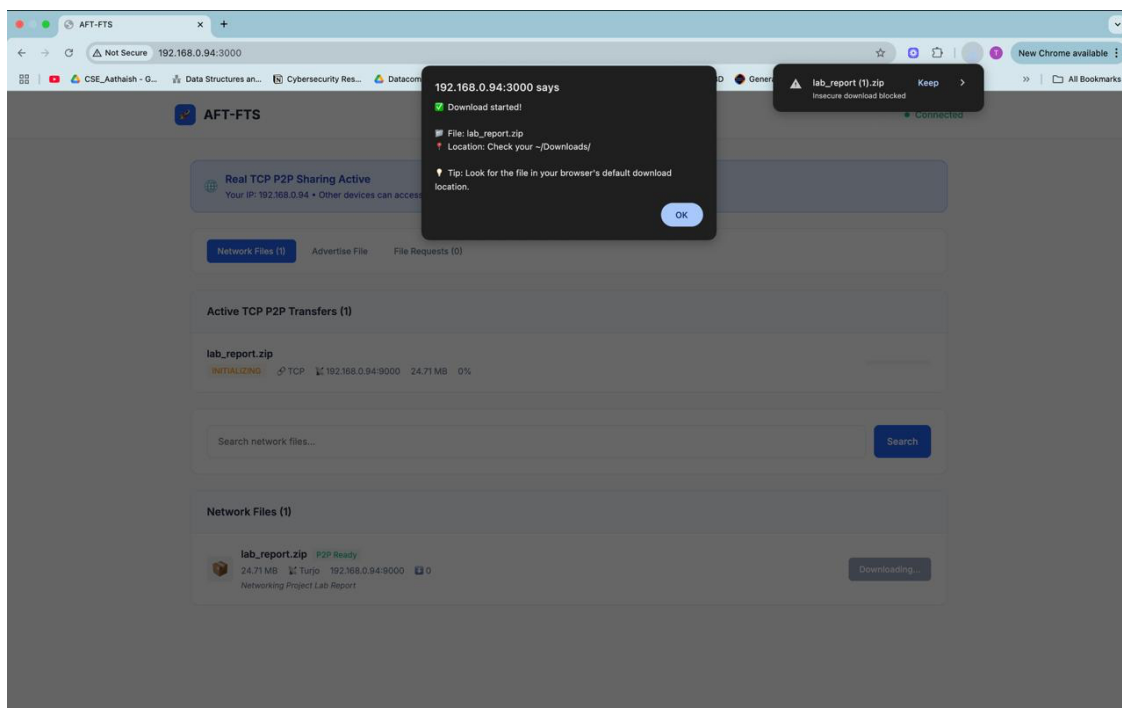 AFT-FTS
Not Secure 192.168.0.94:3000
New Chrome available
CSE_Aathaish - G...
Data Structures an...
Cybersecurity Res...
Datacom
Gener
All Bookmarks
192.168.0.94:3000 says
✅ Download started!
File: lab_report.zip
📍 Location: Check your ~/Downloads/
💡 Tip: Look for the file in your browser's default download
location.
OK
lab_report (1).zip Keep
Insecure download blocked
AFT-FTS
Connected
Real TCP P2P Sharing Active
Your IP: 192.168.0.94 • Other devices can access
Network Files (1) Advertise File File Requests (0)
Active TCP P2P Transfers (1)
lab_report.zip
INITIALIZING TCP 192.168.0.94:9000 24.71 MB 0%
Search network files... Search
Network Files (1)
lab_report.zip P2P Ready
24.71 MB Turjo 192.168.0.94:9000 0
Networking Project Lab Report
Downloading...